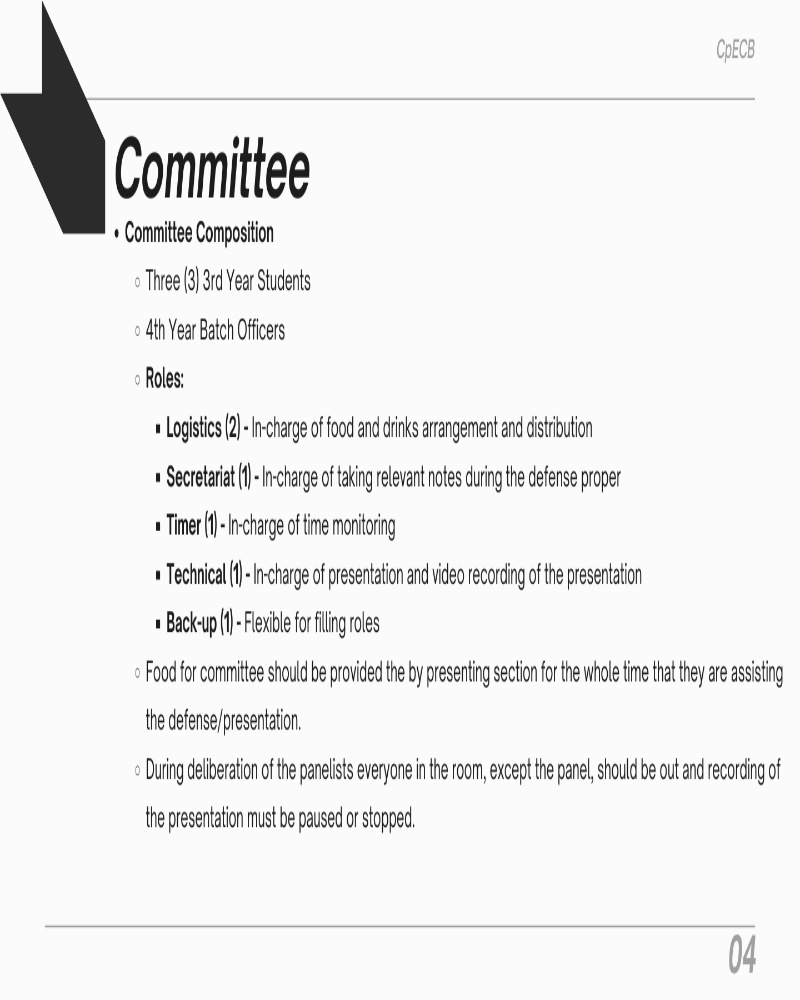 CpECB
Committee
• Committee Composition
○ Three (3) 3rd Year Students
○ 4th Year Batch Officers
○ Roles:
▪ Logistics (2) - In-charge of food and drinks arrangement and distribution
▪ Secretariat (1) - In-charge of taking relevant notes during the defense proper
▪ Timer (1) - In-charge of time monitoring
▪ Technical (1) - In-charge of presentation and video recording of the presentation
▪ Back-up (1) - Flexible for filling roles
○ Food for committee should be provided the by presenting section for the whole time that they are assisting
the defense/presentation.
○ During deliberation of the panelists everyone in the room, except the panel, should be out and recording of
the presentation must be paused or stopped.
04